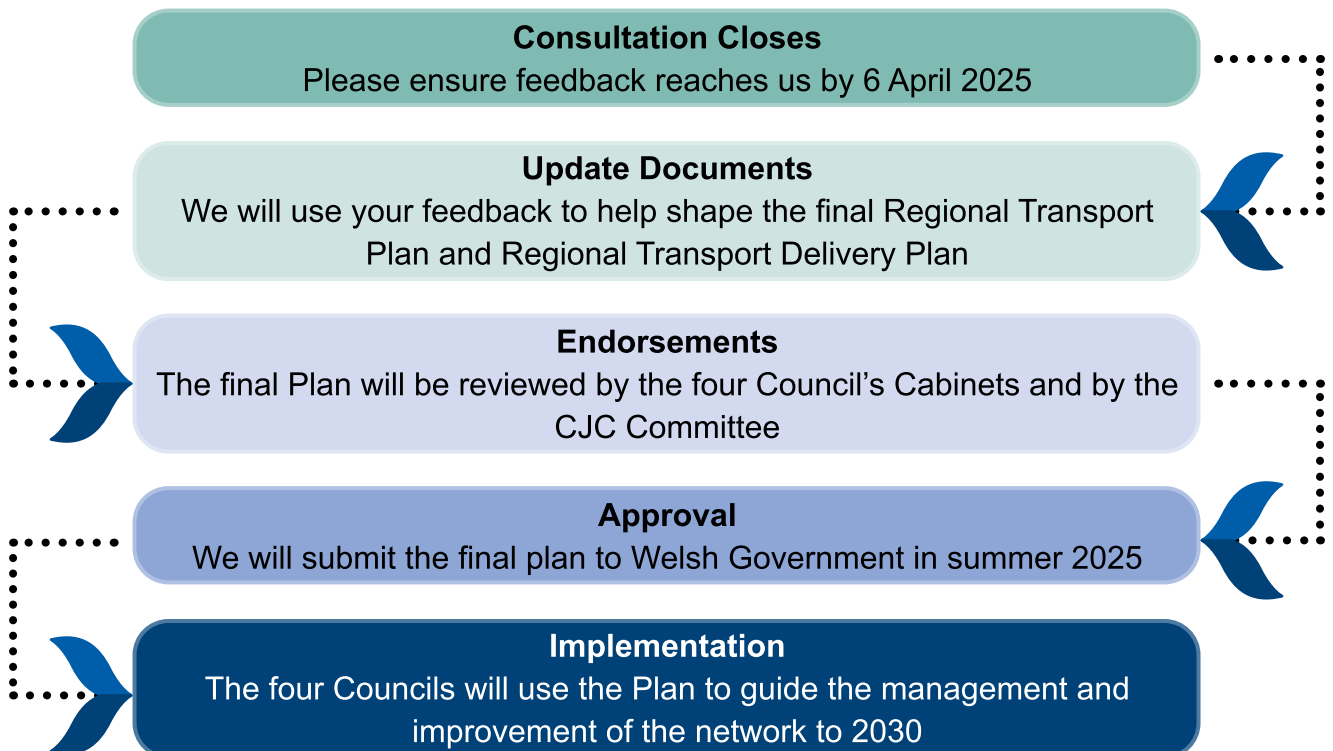 Consultation Closes
Please ensure feedback reaches us by 6 April 2025
Update Documents
We will use your feedback to help shape the final Regional Transport
Plan and Regional Transport Delivery Plan
Endorsements
The final Plan will be reviewed by the four Council’s Cabinets and by the
CJC Committee
Approval
We will submit the final plan to Welsh Government in summer 2025
Implementation
The four Councils will use the Plan to guide the management and
improvement of the network to 2030